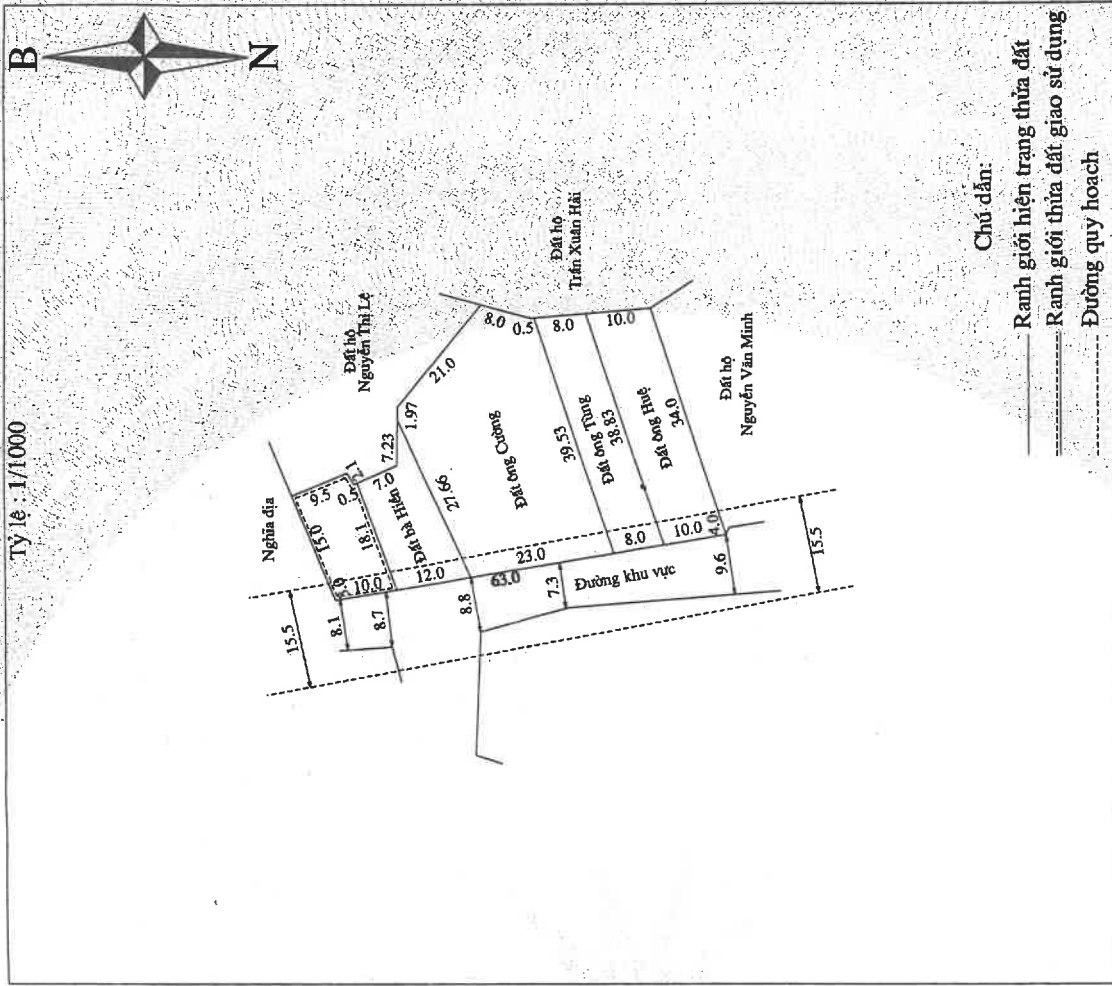 Tỷ lệ : 1/1000
B
N
Nghĩa địa
Đất hộ
Nguyễn Thị Lệ
15.5
15.0
9.5
2.1
0.5
18.1
10.0
8.1
8.7
Đất bà Hiền
7.0
7.23
1.97
21.0
12.0
27.66
8.8
63.0
23.0
7.3
Đất ông Cường
8.0
0.5
Đất hộ
Trần Xuân Hải
39.53
8.0
Đất ông Tùng
38.83
10.0
Đất ông Huệ
34.0
8.0
10.0
4.0
Đường khu vực
9.6
15.5
Đất hộ
Nguyễn Văn Minh
Chú dẫn:
Ranh giới hiện trạng thửa đất
Ranh giới thửa đất giao sử dụng
Đường quy hoach